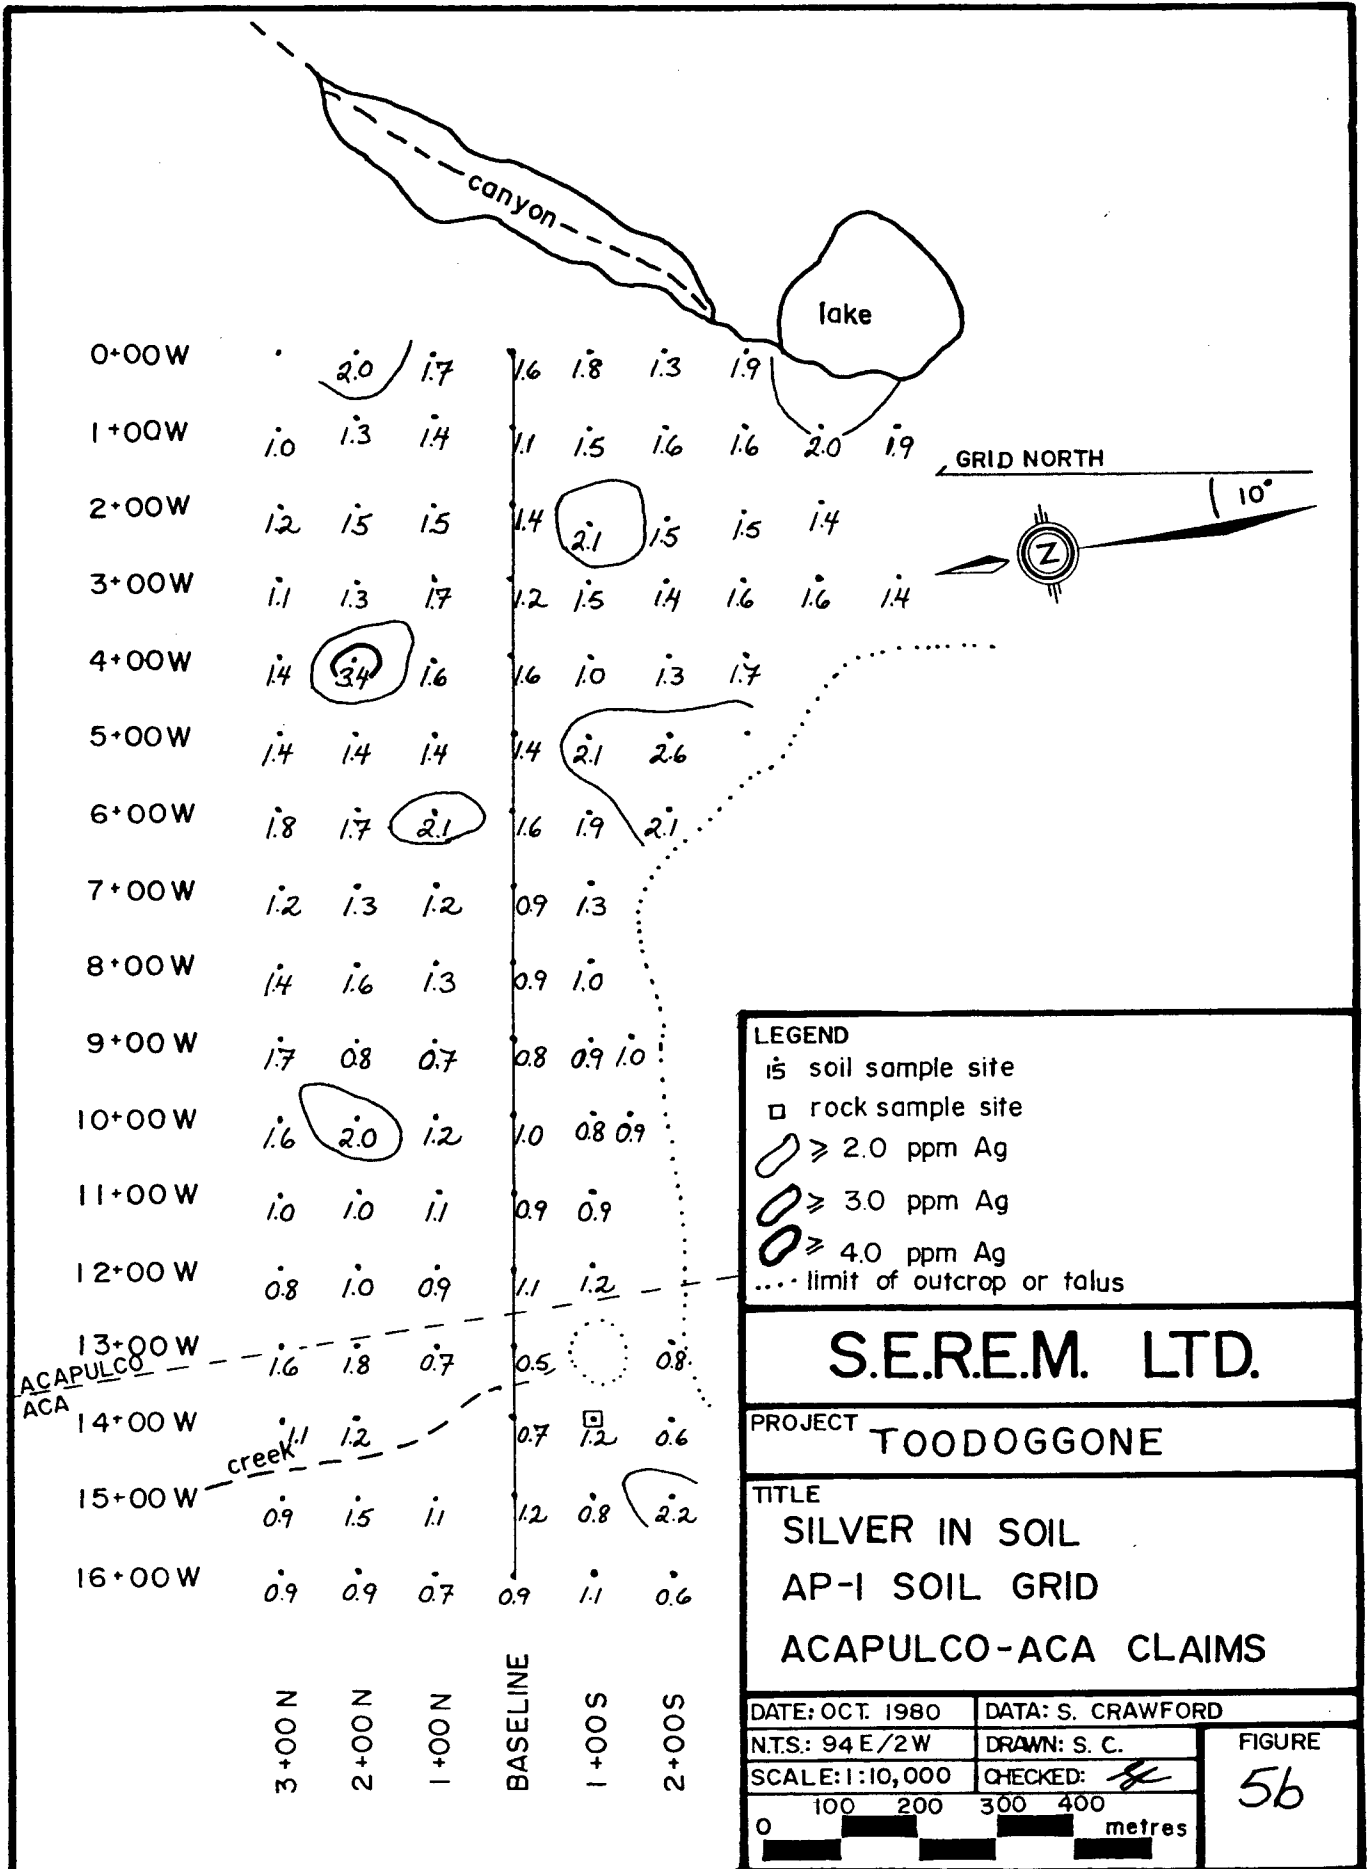 canyon
lake
0+00W 2.0 1.7 1.6 1.8 1.3 1.9
1+00W 1.0 1.3 1.4 1.1 1.5 1.6 1.6 2.0 1.9
GRID NORTH
10°
2+00W 1.2 1.5 1.5 1.4 2.1 1.5 1.5 1.4
Z
3+00W 1.1 1.3 1.7 1.2 1.5 1.4 1.6 1.6 1.4
4+00W 1.4 3.4 1.6 1.6 1.0 1.3 1.7
5+00W 1.4 1.4 1.4 1.4 2.1 2.6
6+00W 1.8 1.7 2.1 1.6 1.9 2.1
7+00W 1.2 1.3 1.2 0.9 1.3
8+00W 1.4 1.6 1.3 0.9 1.0
9+00W 1.7 0.8 0.7 0.8 0.9 1.0
10+00W 1.6 2.0 1.2 1.0 0.8 0.9
11+00W 1.0 1.0 1.1 0.9 0.9
12+00W 0.8 1.0 0.9 1.1 1.2
13+00W 1.6 1.8 0.7 0.5 0.8
ACAPULCO
ACA
14+00W 1.1 1.2 0.7 1.2 0.6
creek
15+00W 0.9 1.5 1.1 1.2 0.8 2.2
16+00W 0.9 0.9 0.7 0.9 1.1 0.6
3+00N
2+00N
1+00N
BASELINE
1+00S
2+00S
LEGEND
1.5 soil sample site
rock sample site
≥ 2.0 ppm Ag
≥ 3.0 ppm Ag
≥ 4.0 ppm Ag
.... limit of outcrop or talus
S.E.R.E.M. LTD.
PROJECT TOODOGGONE
TITLE
SILVER IN SOIL
AP-1 SOIL GRID
ACAPULCO-ACA CLAIMS
DATE: OCT. 1980 DATA: S. CRAWFORD
N.T.S.: 94 E/2W DRAWN: S. C.
SCALE: 1:10,000 CHECKED:
FIGURE
5b
0 100 200 300 400
metres